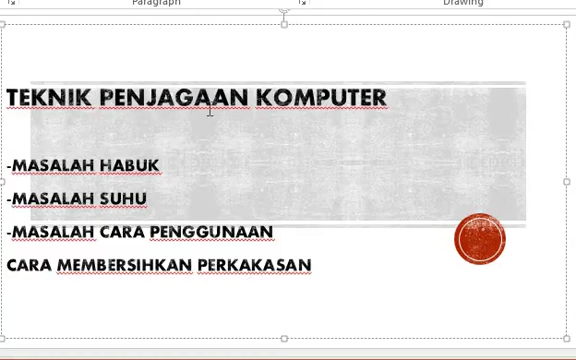 Paragraph
Drawing
TEKNIK PENJAGAAN KOMPUTER
-MASALAH HABUK
-MASALAH SUHU
-MASALAH CARA PENGGUNAAN
CARA MEMBERSIHKAN PERKAKASAN